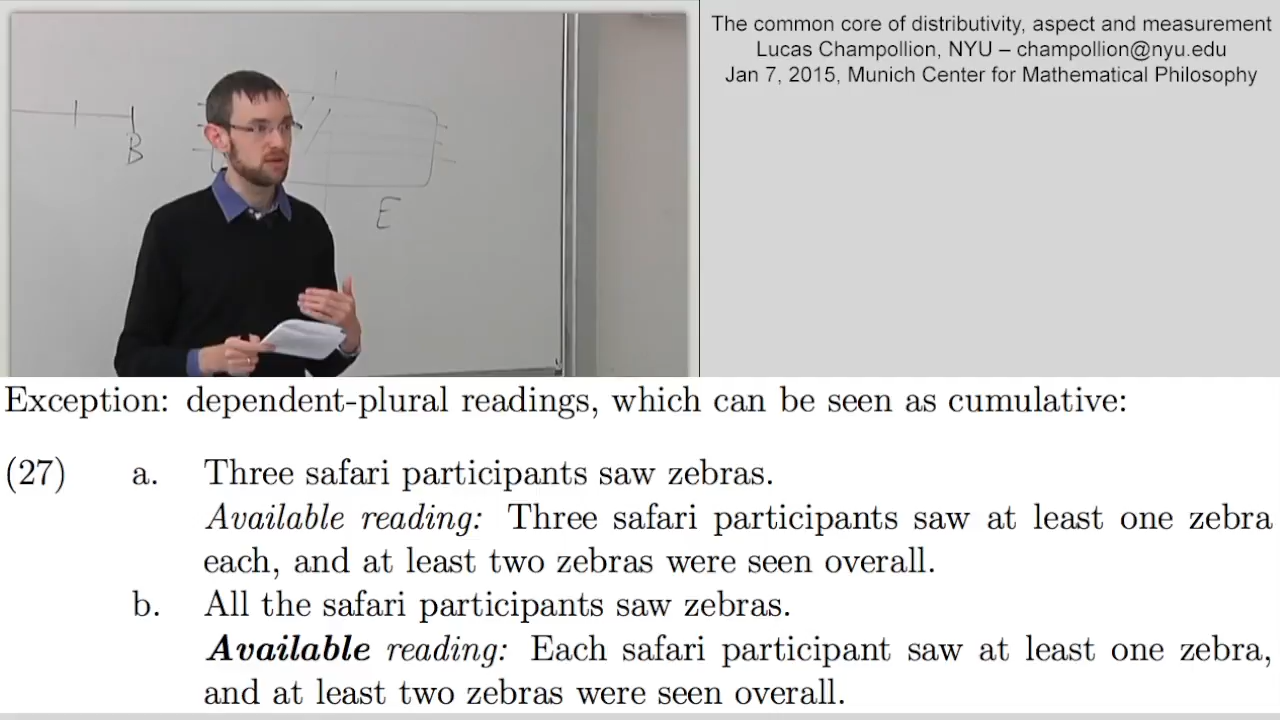 The common core of distributivity, aspect and measurement
Lucas Champollion, NYU – champollion@nyu.edu
Jan 7, 2015, Munich Center for Mathematical Philosophy
B
E
Exception: dependent-plural readings, which can be seen as cumulative:
(27) a. Three safari participants saw zebras.
Available reading: Three safari participants saw at least one zebra
each, and at least two zebras were seen overall.
b. All the safari participants saw zebras.
Available reading: Each safari participant saw at least one zebra,
and at least two zebras were seen overall.